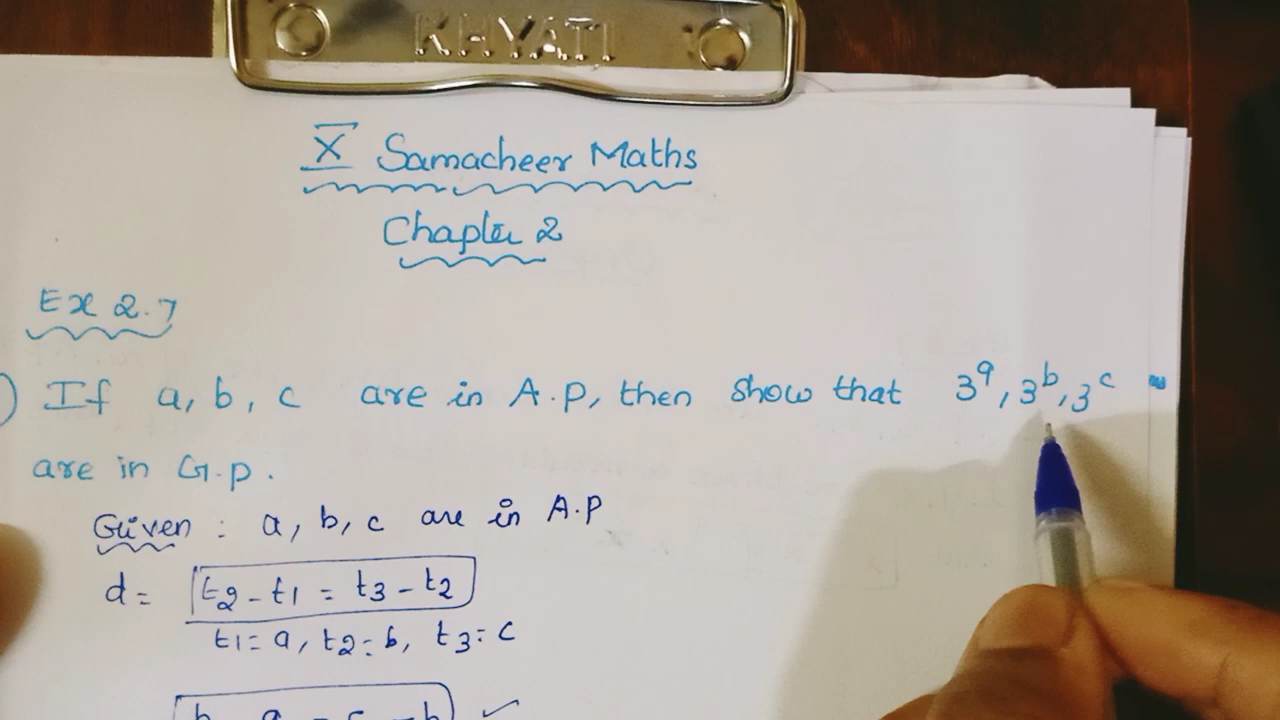 KHYATI
X Samacheer Maths
Chapter 2
Ex 2.7
) If a, b, c are in A.P, then show that 3^a, 3^b, 3^c
are in G.P.
Given : a, b, c are in A.P
d = t2 - t1 = t3 - t2
t1 = a, t2 = b, t3 = c
b - a = c - b ✓